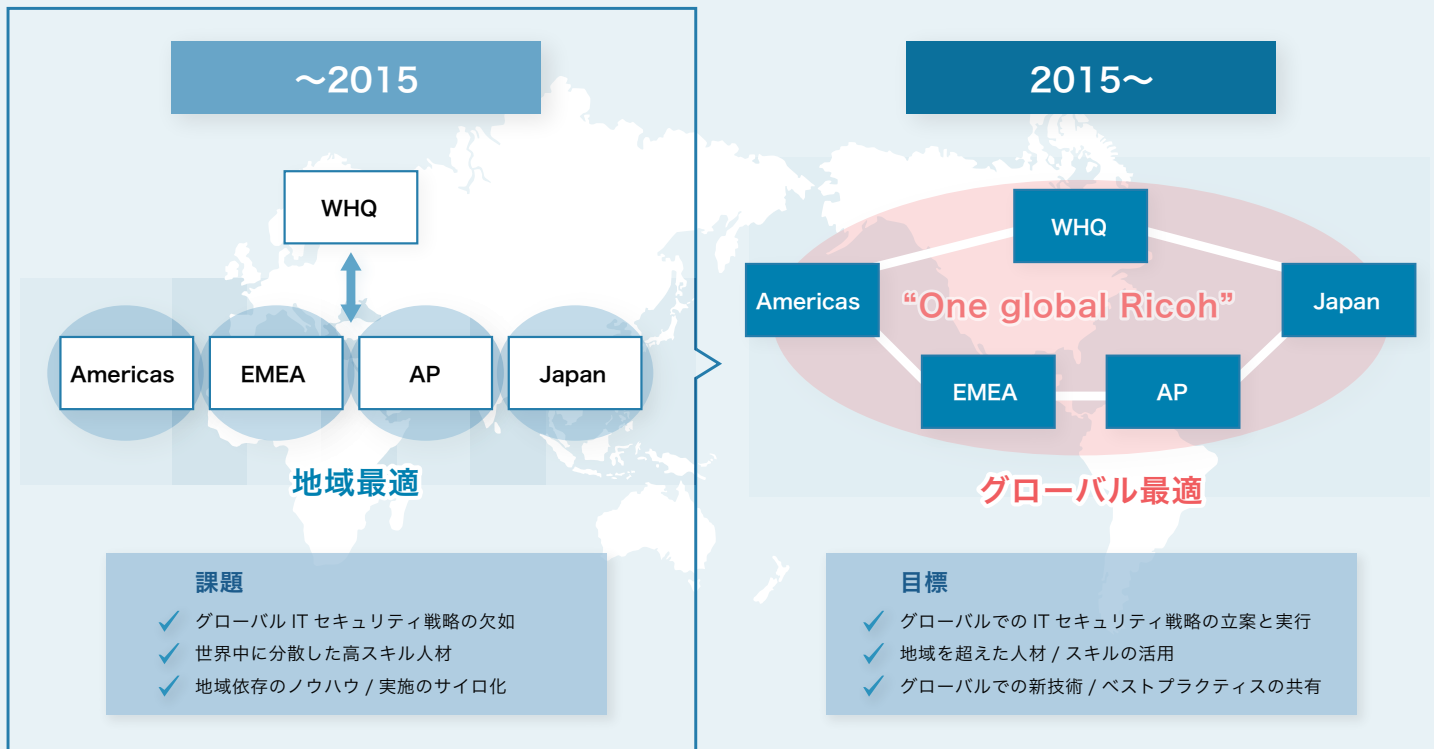 ～2015
WHQ
Americas
EMEA
AP
Japan
地域最適
課題
グローバル IT セキュリティ戦略の欠如
世界中に分散した高スキル人材
地域依存のノウハウ / 実施のサイロ化
2015～
WHQ
Americas
“One global Ricoh”
Japan
EMEA
AP
グローバル最適
目標
グローバルでの IT セキュリティ戦略の立案と実行
地域を超えた人材 / スキルの活用
グローバルでの新技術 / ベストプラクティスの共有